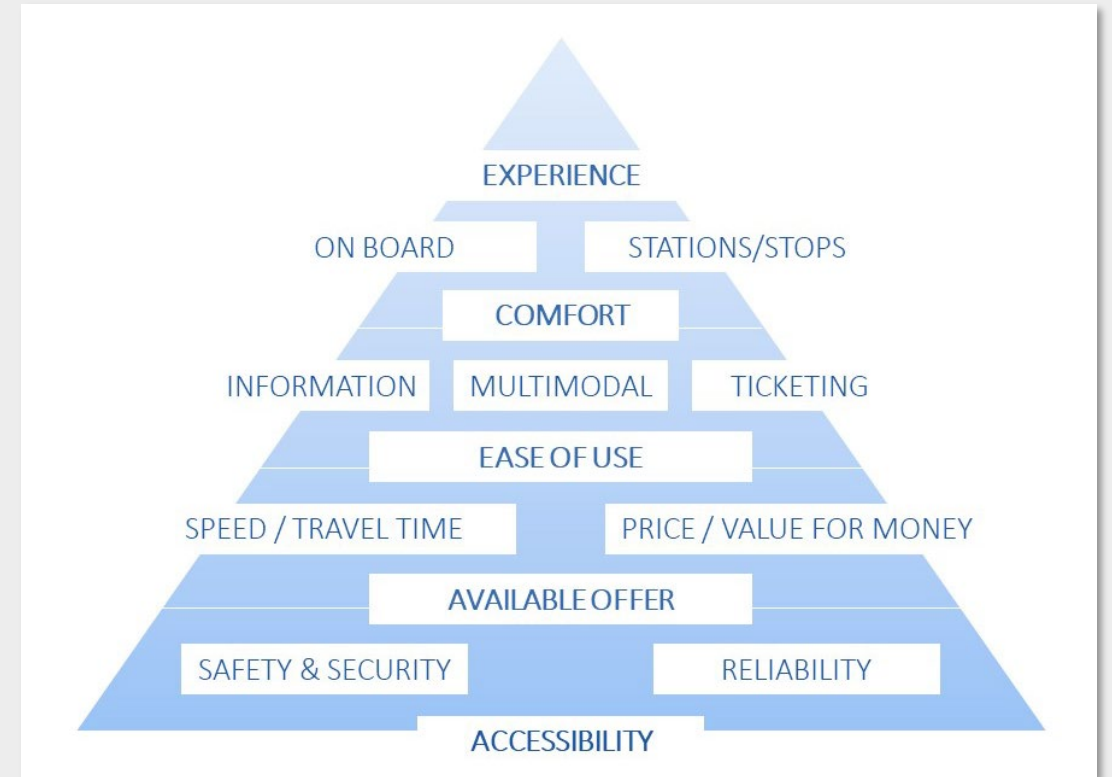 EXPERIENCE
ON BOARD STATIONS/STOPS
COMFORT
INFORMATION MULTIMODAL TICKETING
EASE OF USE
SPEED / TRAVEL TIME PRICE / VALUE FOR MONEY
AVAILABLE OFFER
SAFETY & SECURITY RELIABILITY
ACCESSIBILITY